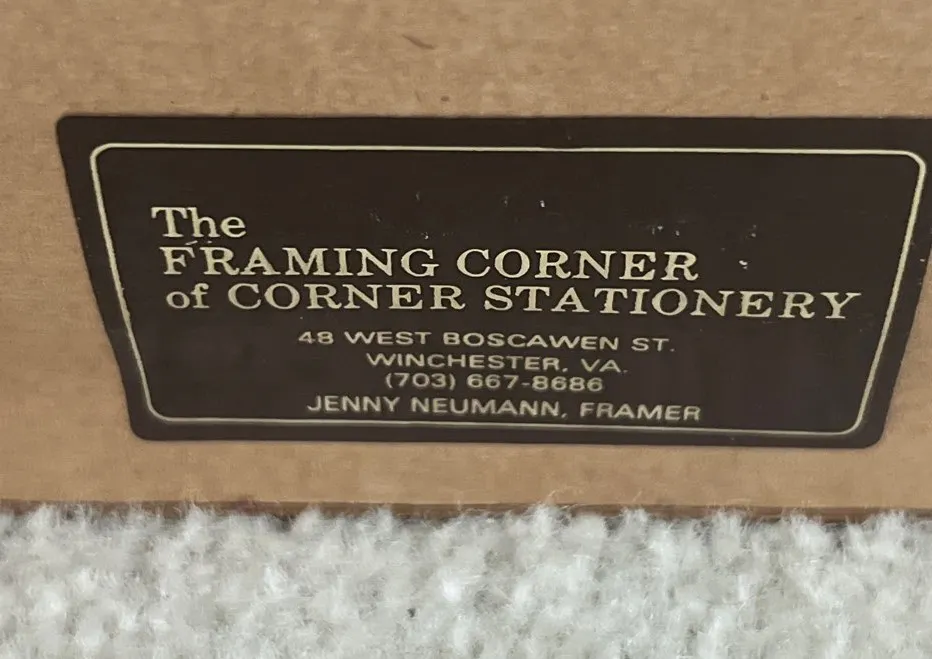 The
FRAMING CORNER
of CORNER STATIONERY
48 WEST BOSCAWEN ST.
WINCHESTER, VA.
(703) 667-8686
JENNY NEUMANN, FRAMER